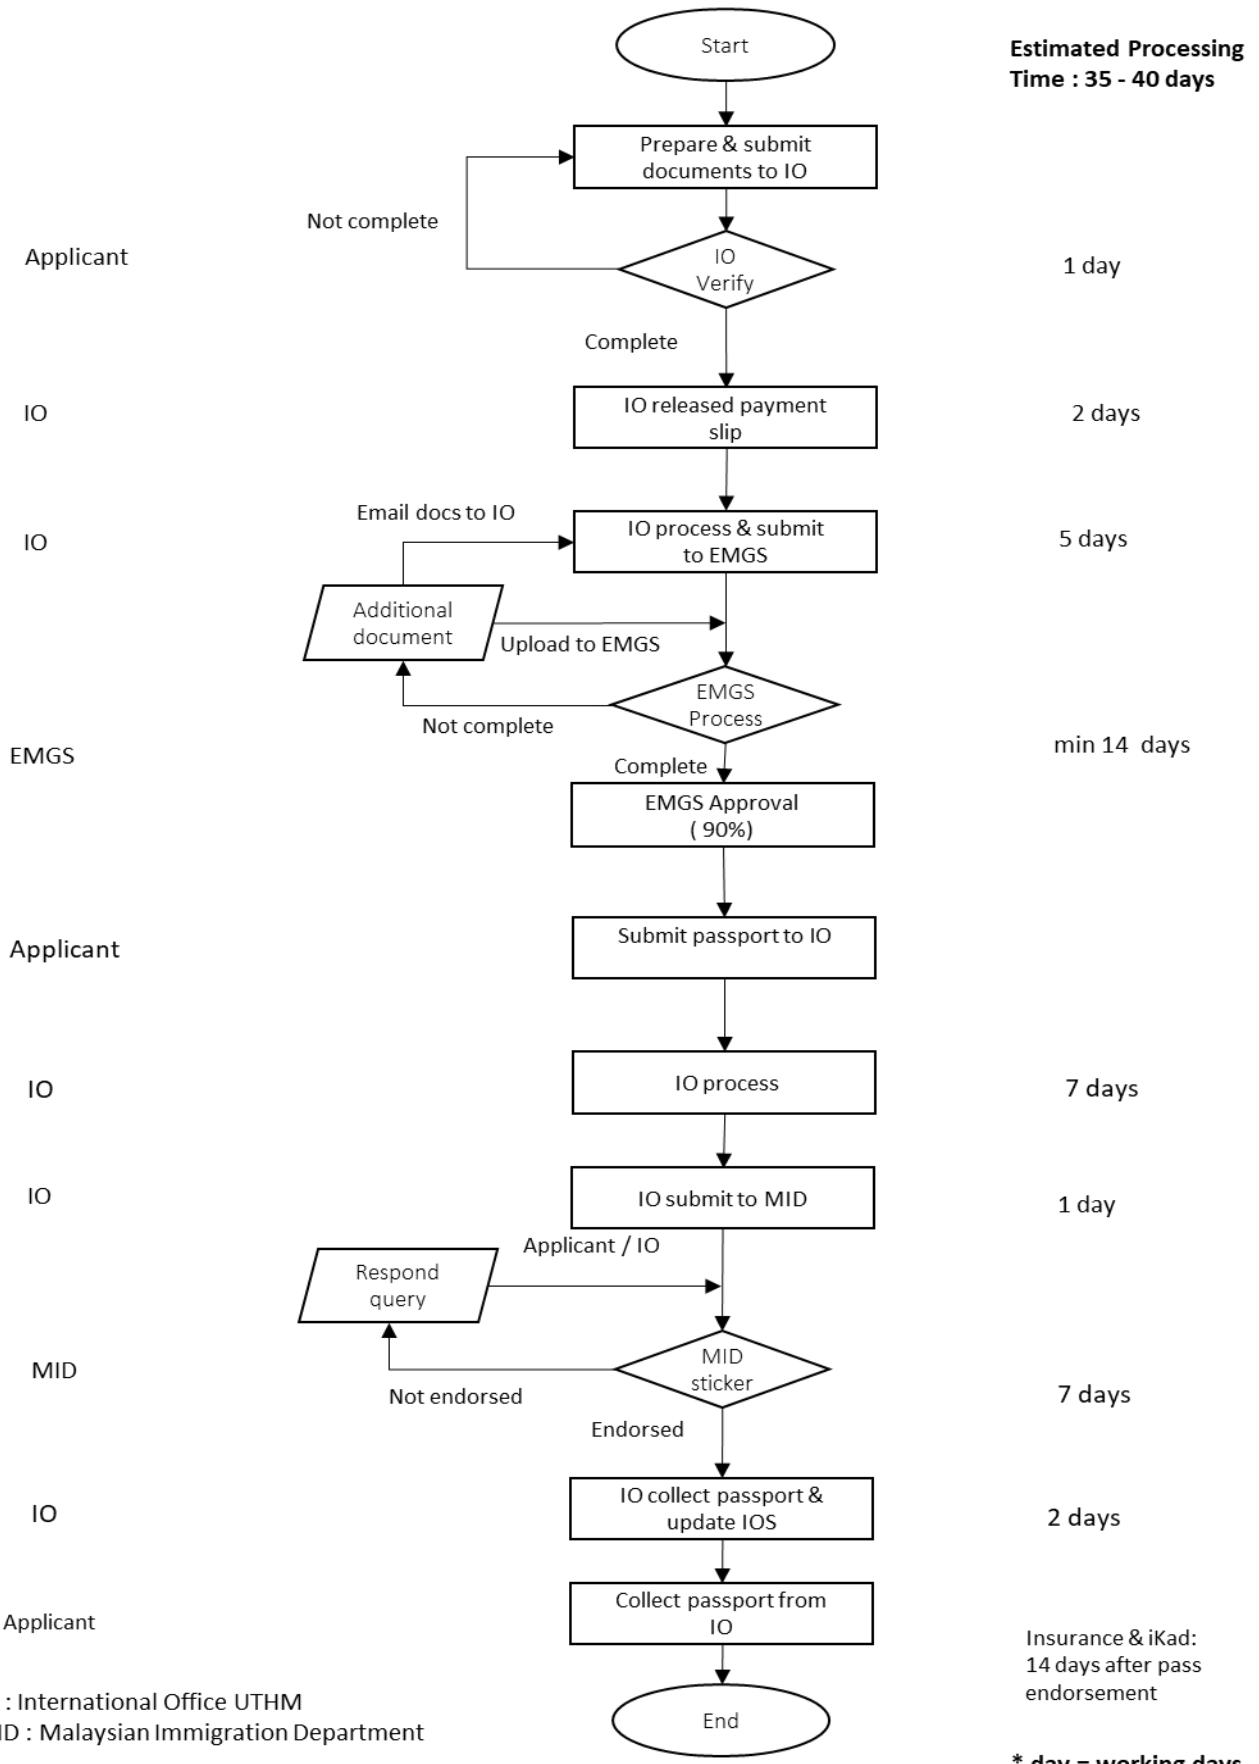 Start
Estimated Processing
Time : 35 - 40 days
Prepare & submit
documents to IO
Not complete
Applicant
IO
Verify
1 day
Complete
IO
IO released payment
slip
2 days
Email docs to IO
IO
IO process & submit
to EMGS
5 days
Additional
document
Upload to EMGS
EMGS
Process
Not complete
EMGS
min 14 days
Complete
EMGS Approval
( 90%)
Applicant
Submit passport to IO
IO
IO process
7 days
IO
IO submit to MID
1 day
Applicant / IO
Respond
query
MID
MID
sticker
Not endorsed
7 days
Endorsed
IO
IO collect passport &
update IOS
2 days
Applicant
Collect passport from
IO
Insurance & iKad:
14 days after pass
endorsement
: International Office UTHM
ID : Malaysian Immigration Department
End
* day = working days